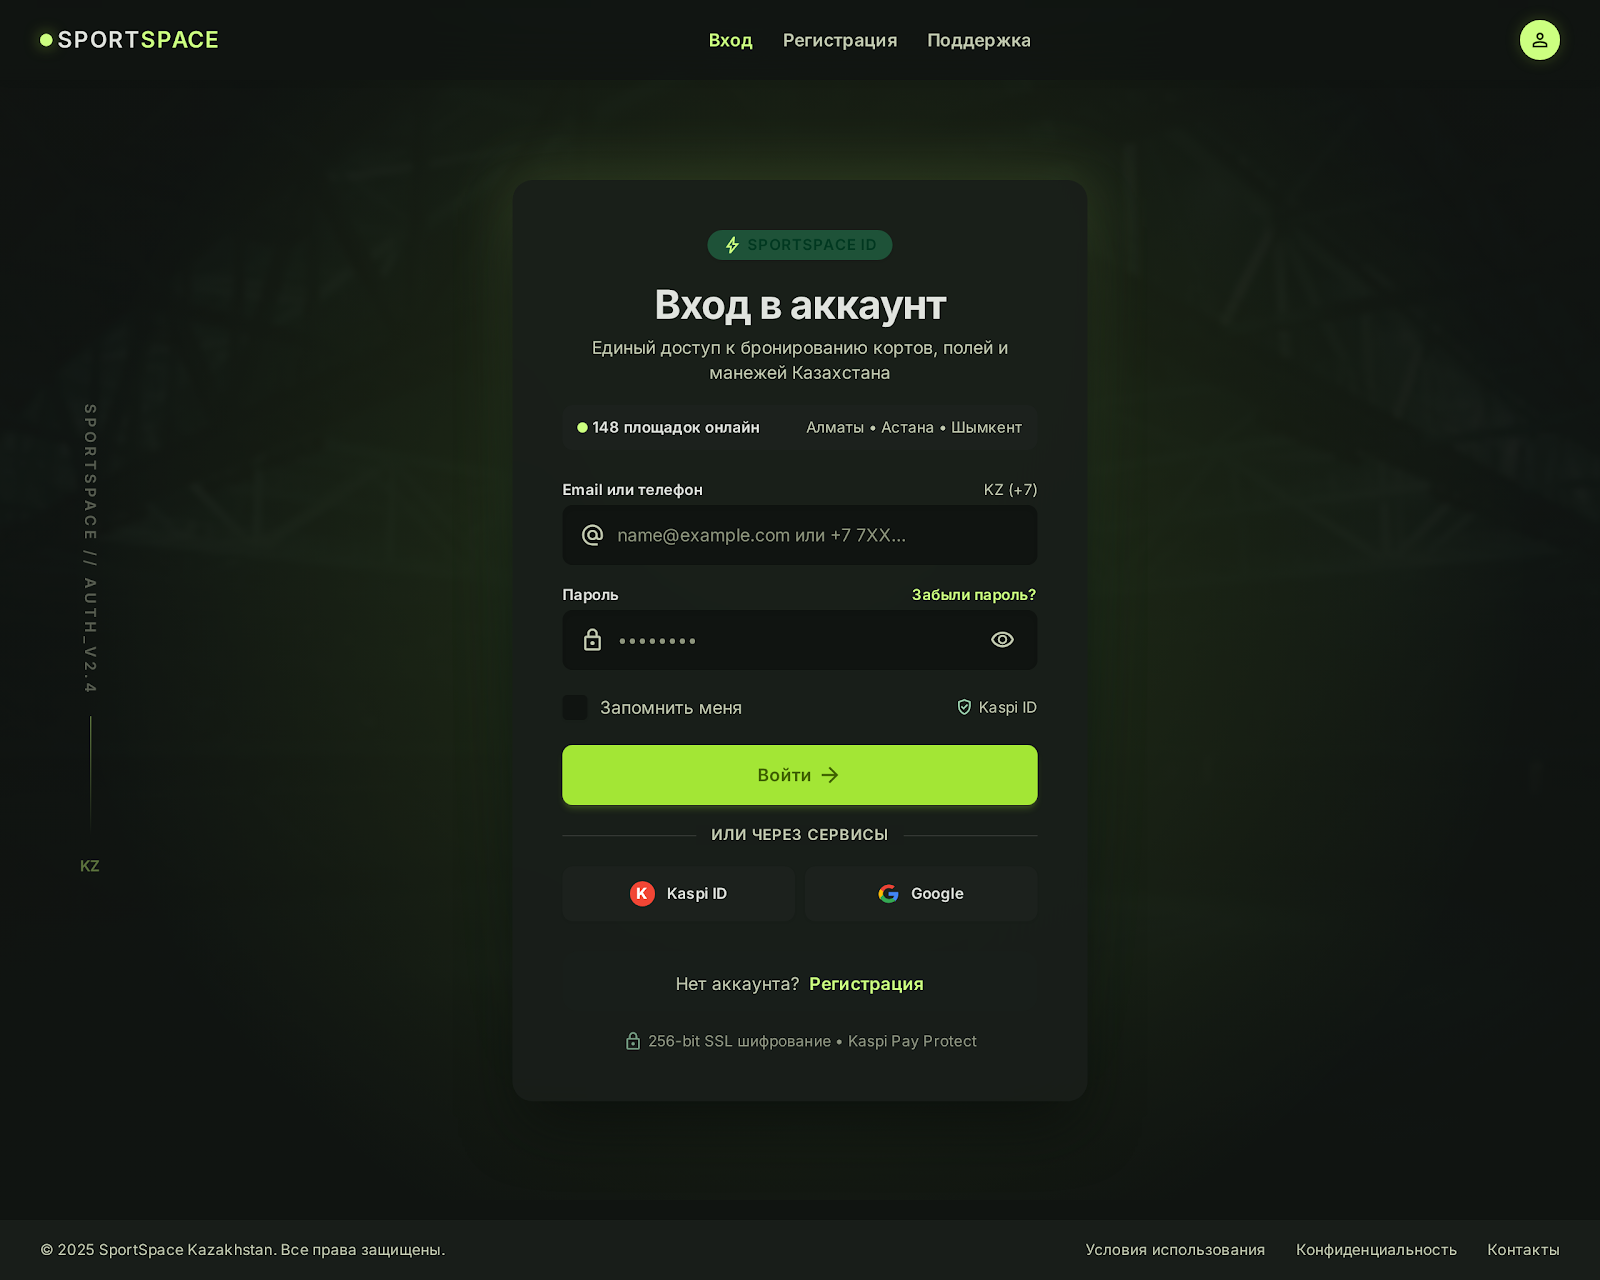 SPORTSPACE
Вход
Регистрация
Поддержка
SPORTSPACE ID
Вход в аккаунт
Единый доступ к бронированию кортов, полей и
манежей Казахстана
148 площадок онлайн
Алматы • Астана • Шымкент
Email или телефон
KZ (+7)
name@example.com или +7 7XX...
Пароль
Забыли пароль?
••••••••
Запомнить меня
Kaspi ID
Войти →
ИЛИ ЧЕРЕЗ СЕРВИСЫ
K Kaspi ID
G Google
Нет аккаунта? Регистрация
256-bit SSL шифрование • Kaspi Pay Protect
SPORTSPACE // AUTH_V2.4
KZ
© 2025 SportSpace Kazakhstan. Все права защищены.
Условия использования
Конфиденциальность
Контакты